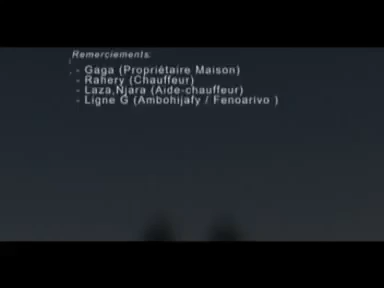 Remerciements:
- Gaga (Propriétaire Maison)
- Rahery (Chauffeur)
- Laza,Njara (Aide-chauffeur)
- Ligne G (Ambohijafy / Fenoarivo )